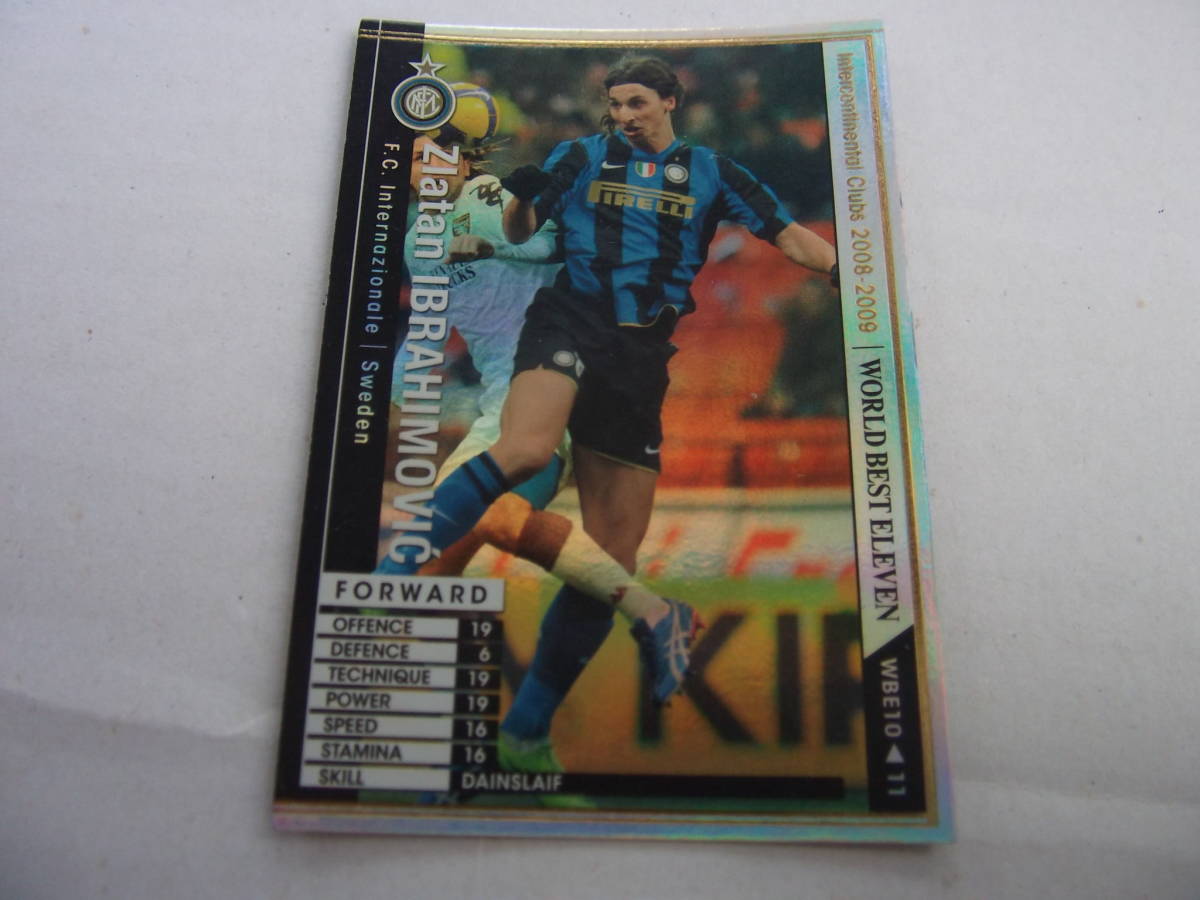 Intercontinental Clubs 2008-2009 | WORLD BEST ELEVEN
WBE10 ◀ 11
Zlatan IBRAHIMOVIĆ
F.C. Internazionale | Sweden
PIRELLI
KIP
FORWARD
OFFENCE 19
DEFENCE 6
TECHNIQUE 19
POWER 19
SPEED 16
STAMINA 16
SKILL DAINSLAIF